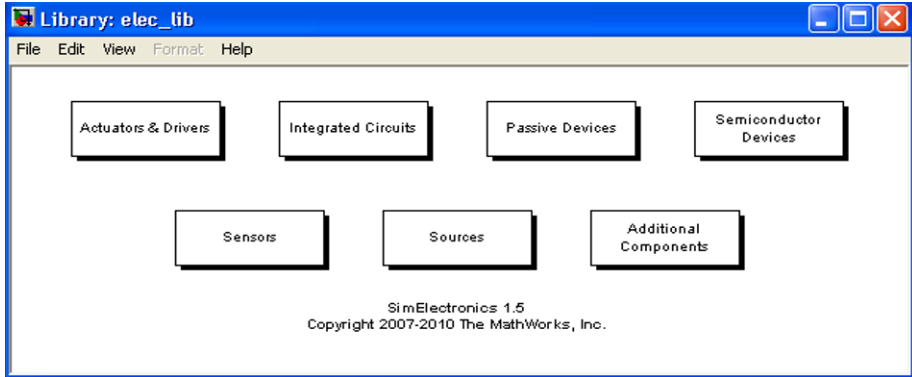 Library: elec_lib
File Edit View Format Help
Actuators & Drivers Integrated Circuits Passive Devices Semiconductor
Devices
Sensors Sources Additional
Components
SimElectronics 1.5
Copyright 2007-2010 The MathWorks, Inc.